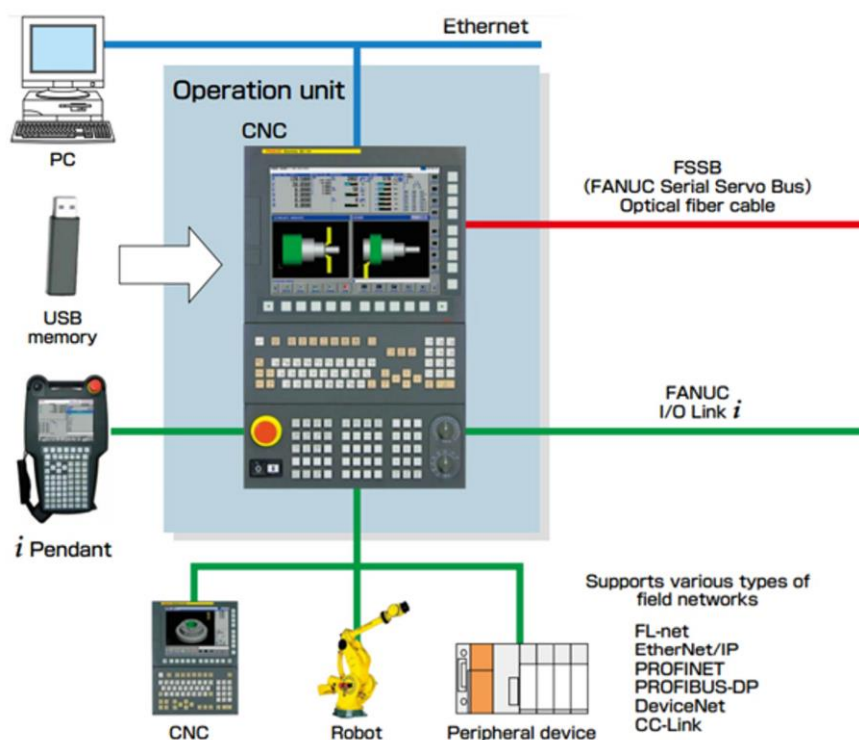 Ethernet
Operation unit
CNC
PC
FSSB
(FANUC Serial Servo Bus)
Optical fiber cable
USB
memory
FANUC
I/O Link i
i Pendant
Supports various types of
field networks
FL-net
EtherNet/IP
PROFINET
PROFIBUS-DP
DeviceNet
CC-Link
CNC
Robot
Peripheral device